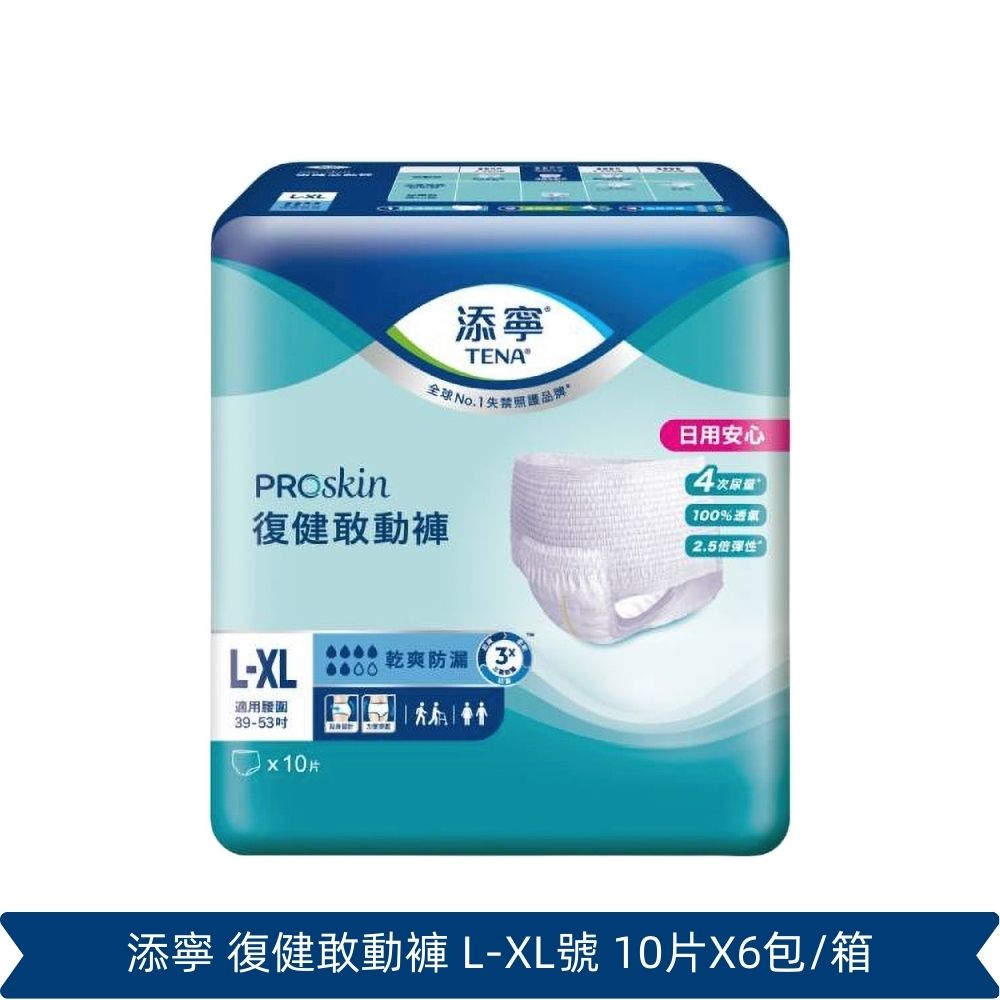 L-XL
添寧®
TENA®
全球No.1失禁照護品牌*
日用安心
PROskin
復健敢動褲
4次尿量*
100%透氣
2.5倍彈性*
L-XL
適用腰圍
39-53吋
乾爽防漏
3x
x10片
添寧 復健敢動褲 L-XL號 10片X6包/箱